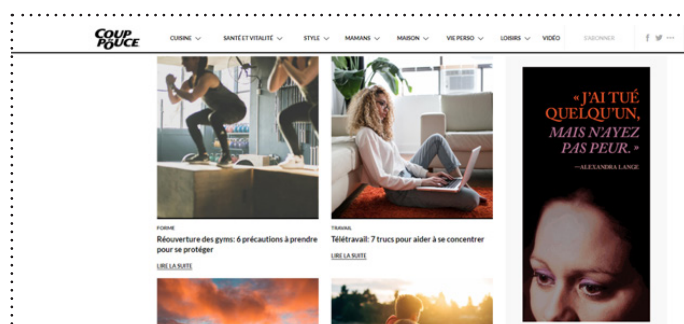 COUP DE POUCE
CUISINE SANTÉ ET VITALITÉ STYLE MAMANS MAISON VIE PERSO LOISIRS VIDÉO S'ABONNER
« J'AI TUÉ
QUELQU'UN,
MAIS N'AYEZ
PAS PEUR. »
—ALEXANDRA LANGE
FORME
Réouverture des gyms: 6 précautions à prendre
pour se protéger
LIRE LA SUITE
TRAVAIL
Télétravail: 7 trucs pour aider à se concentrer
LIRE LA SUITE